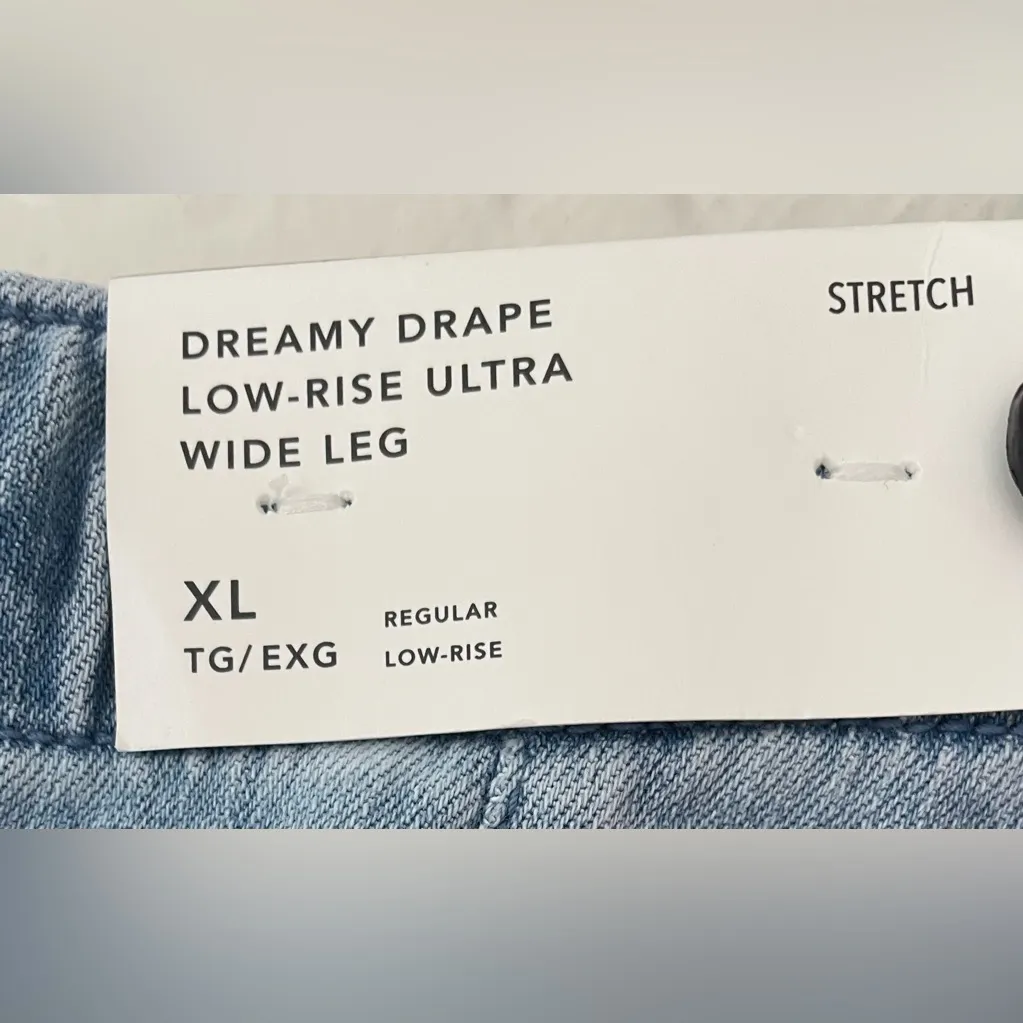 DREAMY DRAPE
LOW-RISE ULTRA
WIDE LEG
STRETCH
XL
TG/EXG
REGULAR
LOW-RISE